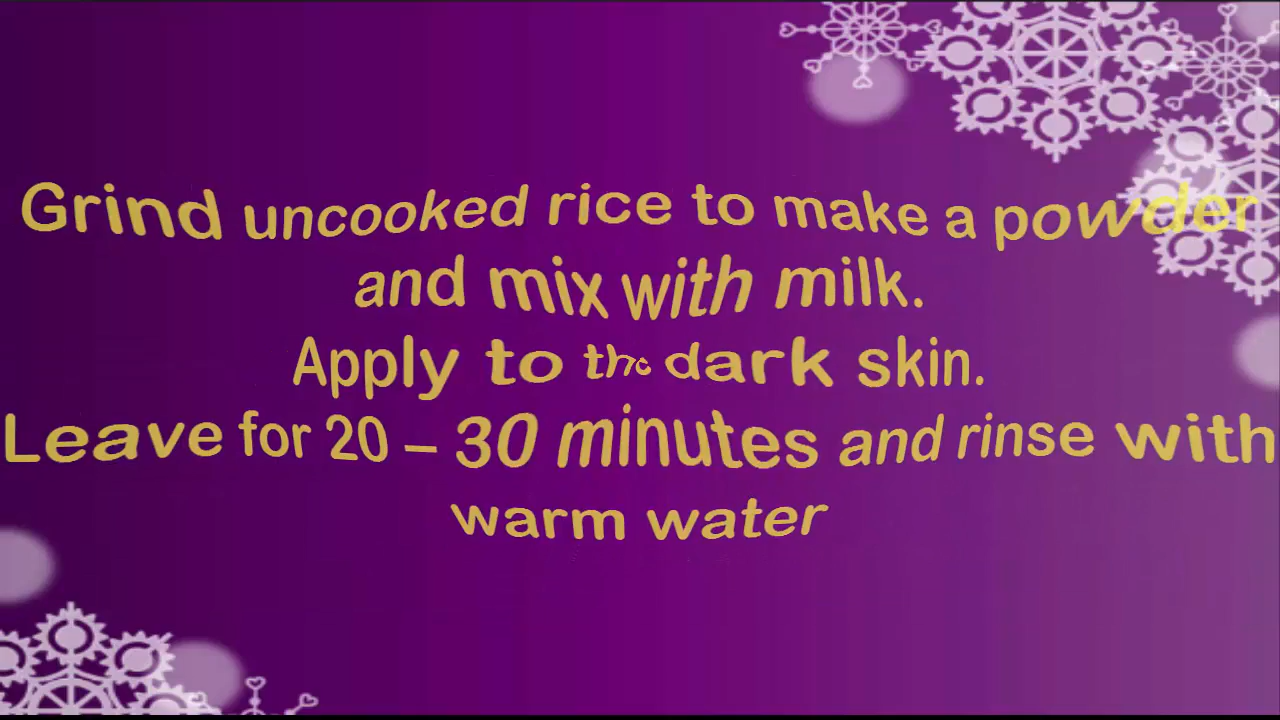 Grind uncooked rice to make a powder
and mix with milk.
Apply to the dark skin.
Leave for 20 – 30 minutes and rinse with
warm water